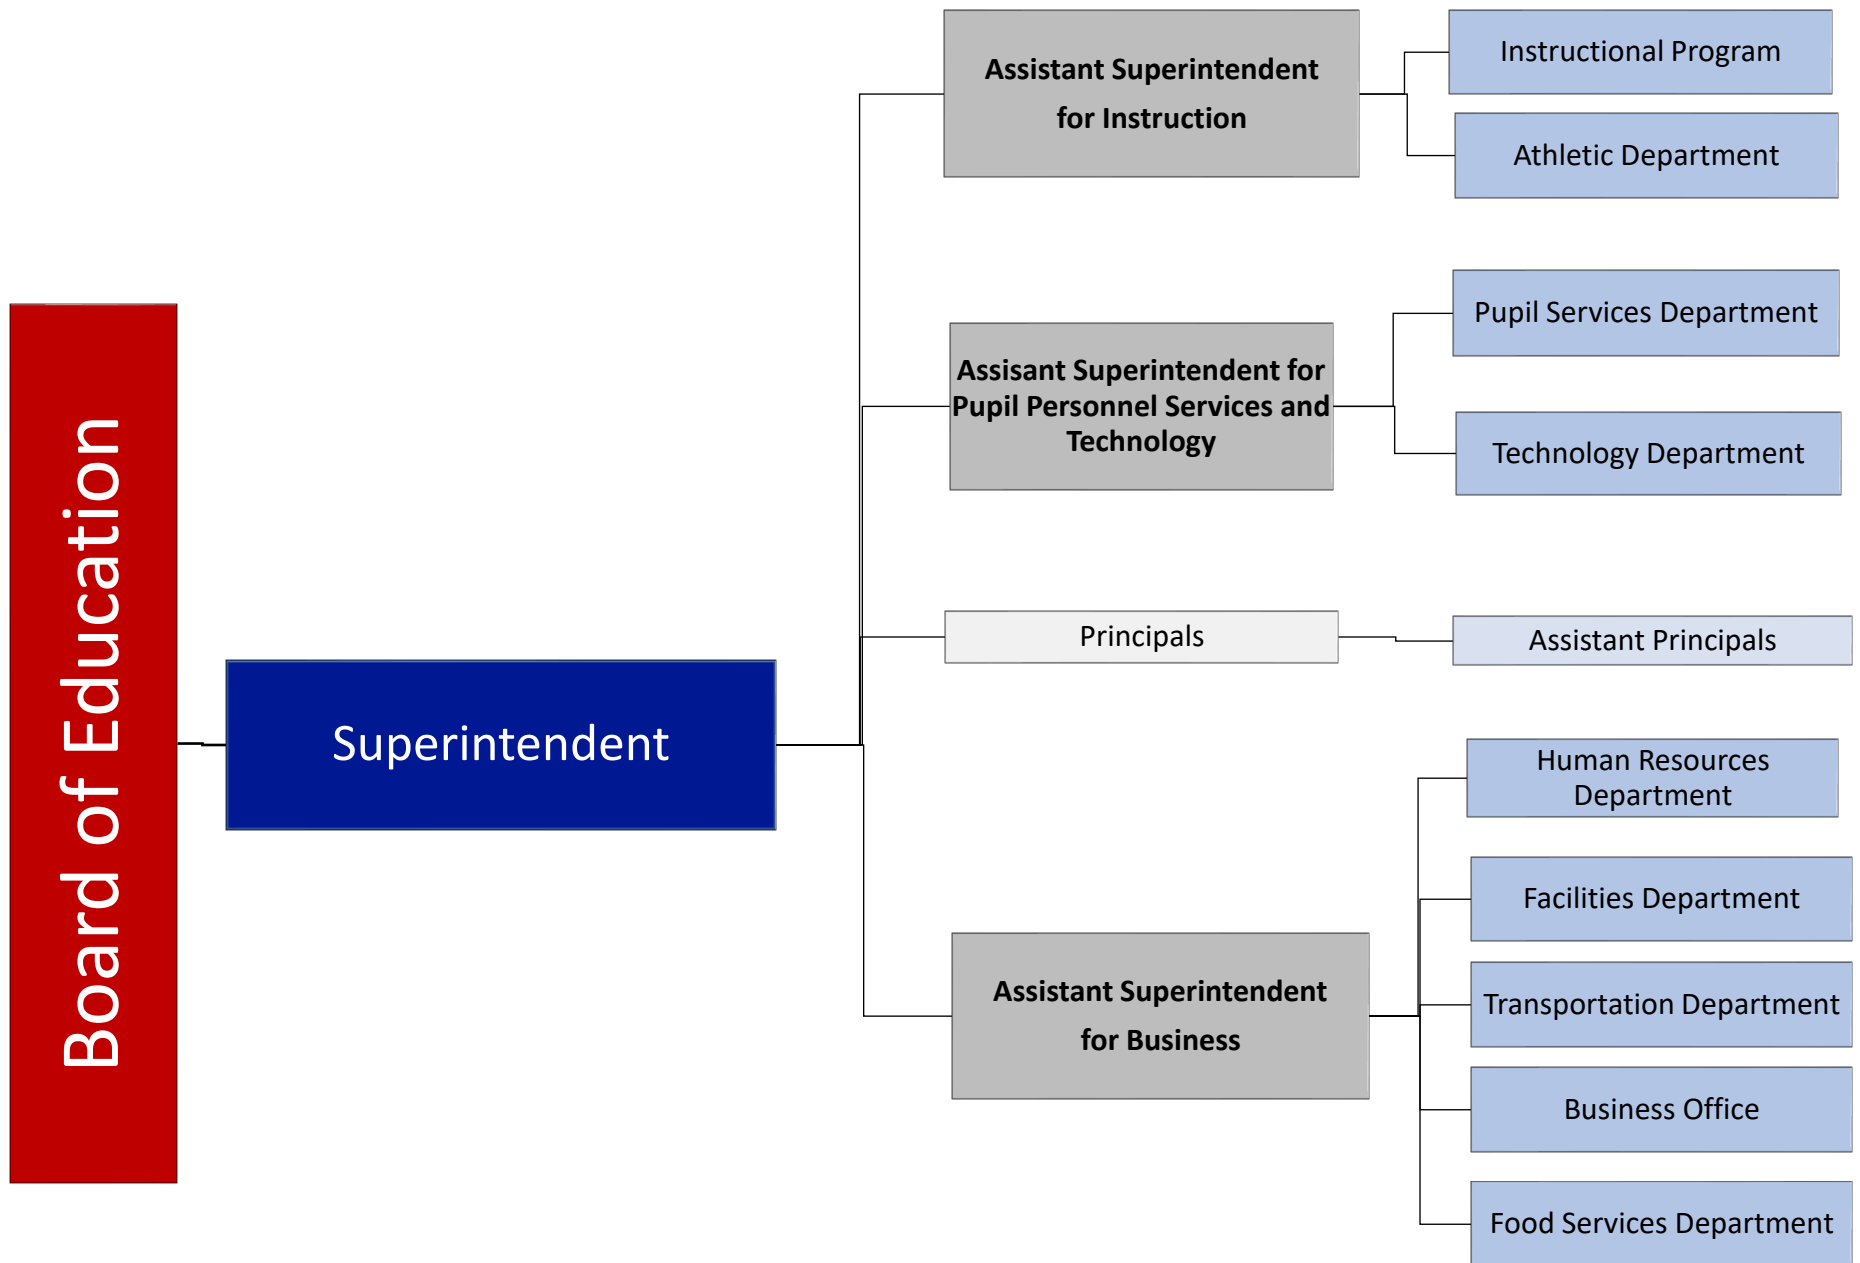 Board of Education
Superintendent
Assistant Superintendent
for Instruction
Instructional Program
Athletic Department
Assisant Superintendent for
Pupil Personnel Services and
Technology
Pupil Services Department
Technology Department
Principals
Assistant Principals
Assistant Superintendent
for Business
Human Resources
Department
Facilities Department
Transportation Department
Business Office
Food Services Department